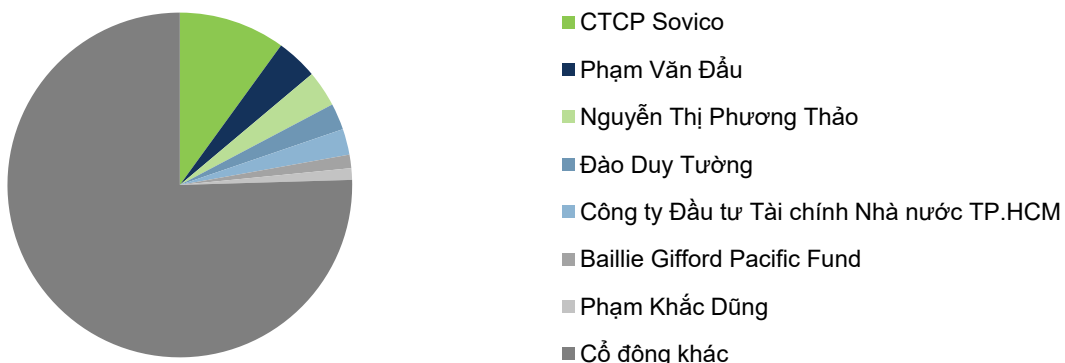 CTCP Sovico
Phạm Văn Đẩu
Nguyễn Thị Phương Thảo
Đào Duy Tường
Công ty Đầu tư Tài chính Nhà nước TP.HCM
Baillie Gifford Pacific Fund
Phạm Khắc Dũng
Cổ đông khác